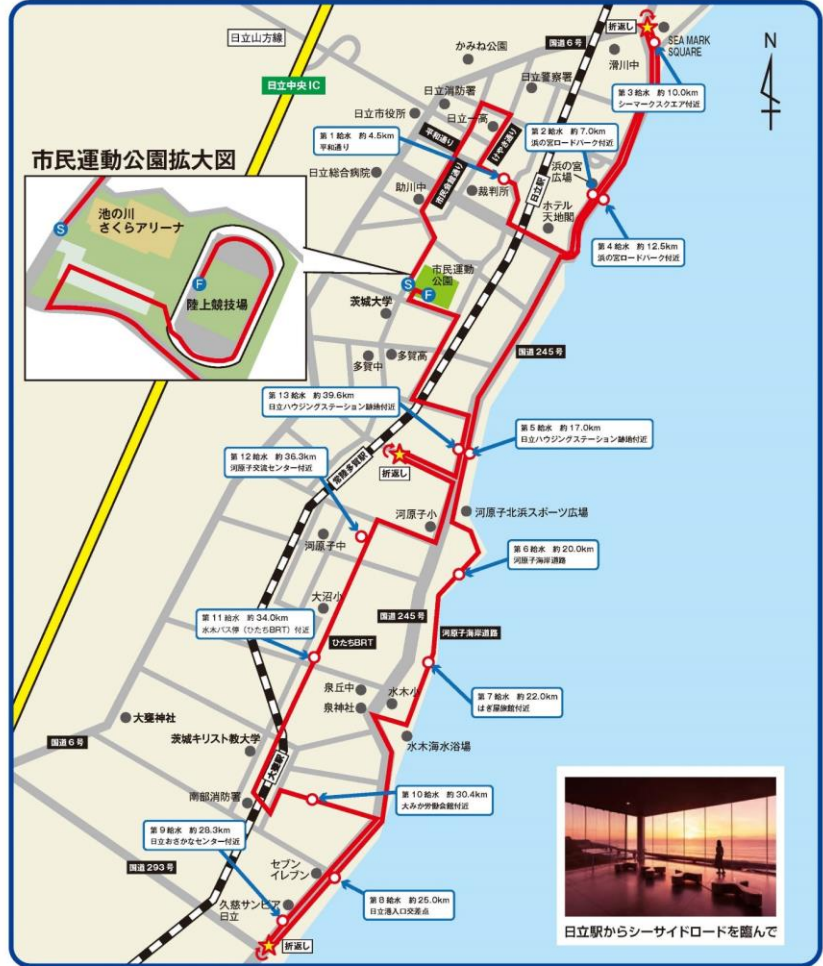 日立山方線
日立中央IC
国道6号
かみね公園
折返し
SEA MARK
SQUARE
滑川中
N
日立消防署
日立警察署
日立市役所
日立一高
第3給水 約10.0km
シーマークスクエア付近
第1給水 約4.5km
平和通り
平和通り
けやき通り
第2給水 約7.0km
浜の宮ロードパーク付近
浜の宮
広場
日立総合病院
助川中
市民会館通り
裁判所
日立駅
ホテル
天地閣
第4給水 約12.5km
浜の宮ロードパーク付近
市民運動公園拡大図
池の川
さくらアリーナ
S
F
陸上競技場
市民運動
公園
S
F
茨城大学
国道245号
多賀中
多賀高
第13給水 約39.6km
日立ハウジングステーション跡地付近
第5給水 約17.0km
日立ハウジングステーション跡地付近
第12給水 約36.3km
河原子交流センター付近
常陸多賀駅
折返し
河原子小
河原子北浜スポーツ広場
河原子中
第6給水 約20.0km
河原子海岸道路
大沼小
第11給水 約34.0km
水木バス停(ひたちBRT)付近
国道245号
ひたちBRT
河原子海岸道路
泉丘中
水木小
泉神社
第7給水 約22.0km
はぎ屋旅館付近
大甕神社
国道6号
茨城キリスト教大学
水木海水浴場
大甕駅
南部消防署
第10給水 約30.4km
大みか労働会館付近
第9給水 約28.3km
日立おさかなセンター付近
国道293号
セブン
イレブン
久慈サンピア
日立
第8給水 約25.0km
日立港入口交差点
折返し
日立駅からシーサイドロードを臨んで